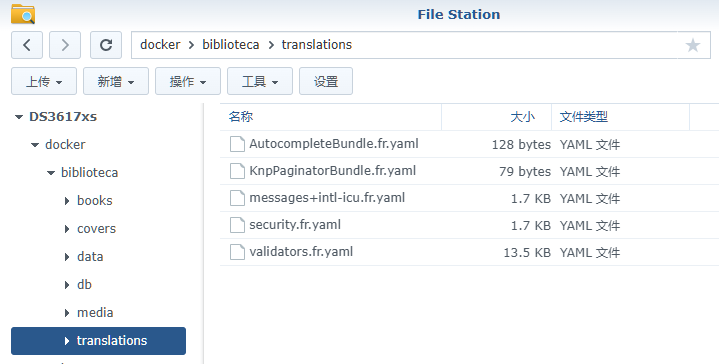 File Station
docker > biblioteca > translations
上传 新增 操作 工具 设置
DS3617xs
docker
biblioteca
books
covers
data
db
media
translations
名称 大小 文件类型
AutocompleteBundle.fr.yaml 128 bytes YAML 文件
KnpPaginatorBundle.fr.yaml 79 bytes YAML 文件
messages+intl-icu.fr.yaml 1.7 KB YAML 文件
security.fr.yaml 1.7 KB YAML 文件
validators.fr.yaml 13.5 KB YAML 文件